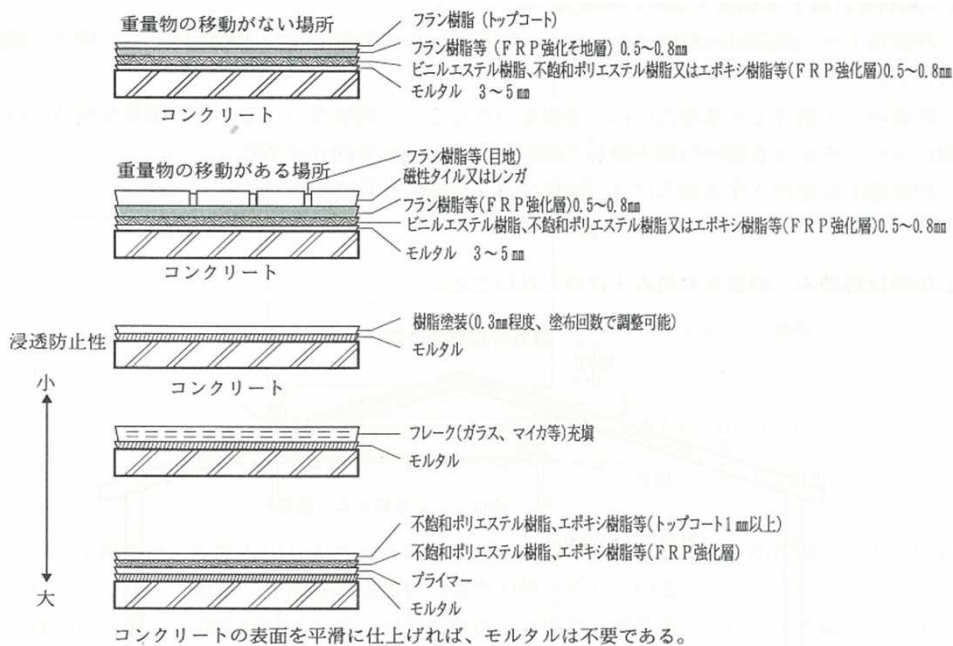 重量物の移動がない場所
フラン樹脂(トップコート)
フラン樹脂等(FRP強化そ地層)0.5~0.8㎜
ビニルエステル樹脂、不飽和ポリエステル樹脂又はエポキシ樹脂等(FRP強化層)0.5~0.8㎜
モルタル 3~5㎜
コンクリート
重量物の移動がある場所
フラン樹脂等(目地)
磁性タイル又はレンガ
フラン樹脂等(FRP強化層)0.5~0.8㎜
ビニルエステル樹脂、不飽和ポリエステル樹脂又はエポキシ樹脂等(FRP強化層)0.5~0.8㎜
モルタル 3~5㎜
コンクリート
浸透防止性
小
大
樹脂塗装(0.3㎜程度、塗布回数で調整可能)
モルタル
コンクリート
フレーク(ガラス、マイカ等)充塡
モルタル
不飽和ポリエステル樹脂、エポキシ樹脂等(トップコート1㎜以上)
不飽和ポリエステル樹脂、エポキシ樹脂等(FRP強化層)
プライマー
モルタル
コンクリートの表面を平滑に仕上げれば、モルタルは不要である。